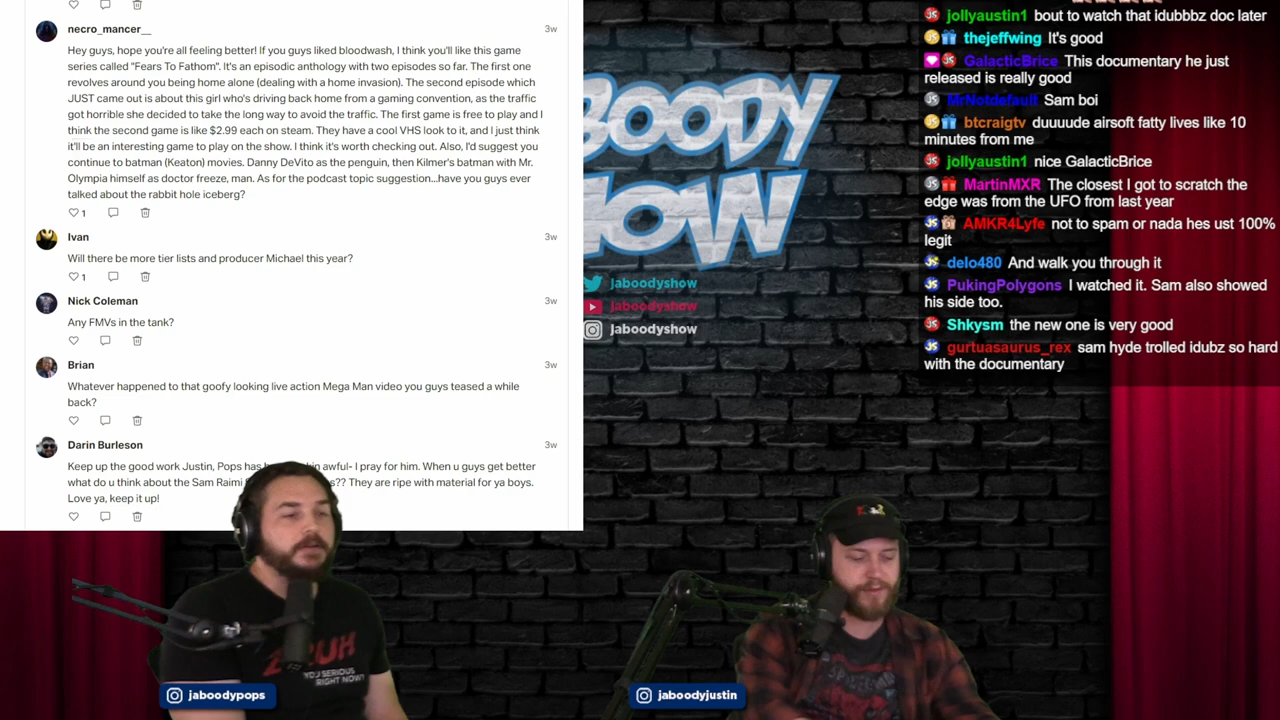 necro_mancer__
3w
Hey guys, hope you're all feeling better! If you guys liked bloodwash, I think you'll like this game
series called "Fears To Fathom". It's an episodic anthology with two episodes so far. The first one
revolves around you being home alone (dealing with a home invasion). The second episode which
JUST came out is about this girl who's driving back home from a gaming convention, as the traffic
got horrible she decided to take the long way to avoid the traffic. The first game is free to play and I
think the second game is like $2.99 each on steam. They have a cool VHS look to it, and I just think
it'll be an interesting game to play on the show. I think it's worth checking out. Also, I'd suggest you
continue to batman (Keaton) movies. Danny DeVito as the penguin, then Kilmer's batman with Mr.
Olympia himself as doctor freeze, man. As for the podcast topic suggestion...have you guys ever
talked about the rabbit hole iceberg?
1
Ivan
3w
Will there be more tier lists and producer Michael this year?
1
Nick Coleman
3w
Any FMVs in the tank?
Brian
3w
Whatever happened to that goofy looking live action Mega Man video you guys teased a while
back?
Darin Burleson
3w
Keep up the good work Justin, Pops has awful- I pray for him. When u guys get better
what do u think about the Sam Raimi They are ripe with material for ya boys.
Love ya, keep it up!
BOODY
HOW
jaboodyshow
jaboodyshow
jaboodyshow
jollyaustin1 bout to watch that idubbbz doc later
thejeffwing It's good
GalacticBrice This documentary he just
released is really good
MrNotdefault Sam boi
btcraigtv duuuude airsoft fatty lives like 10
minutes from me
jollyaustin1 nice GalacticBrice
MartinMXR The closest I got to scratch the
edge was from the UFO from last year
AMKR4Lyfe not to spam or nada hes ust 100%
legit
delo480 And walk you through it
PukingPolygons I watched it. Sam also showed
his side too.
Shkysm the new one is very good
gurtuasaurus_rex sam hyde trolled idubz so hard
with the documentary
YOU SERIOUS
RIGHT NOW?
jaboodypops
jaboodyjustin